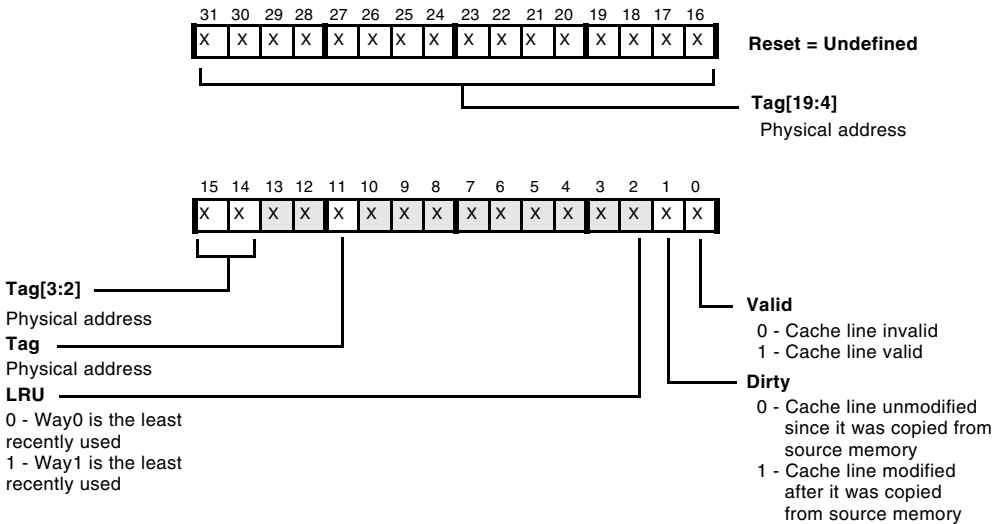 31 30 29 28 27 26 25 24 23 22 21 20 19 18 17 16
X X X X X X X X X X X X X X X X
Reset = Undefined
Tag[19:4]
Physical address
15 14 13 12 11 10 9 8 7 6 5 4 3 2 1 0
X X X X X X X X X X X X X X X X
Tag[3:2]
Physical address
Tag
Physical address
LRU
0 - Way0 is the least
recently used
1 - Way1 is the least
recently used
Valid
0 - Cache line invalid
1 - Cache line valid
Dirty
0 - Cache line unmodified
since it was copied from
source memory
1 - Cache line modified
after it was copied
from source memory